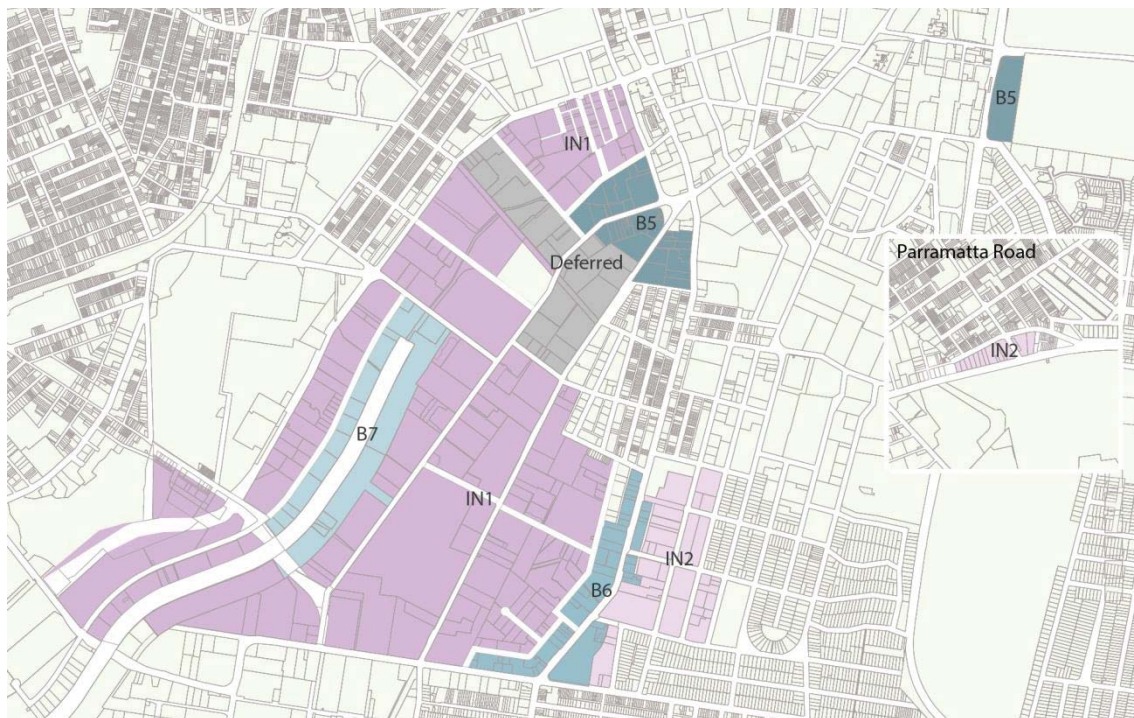 B5
IN1
B5
Deferred
Parramatta Road
IN2
B7
IN1
IN2
B6